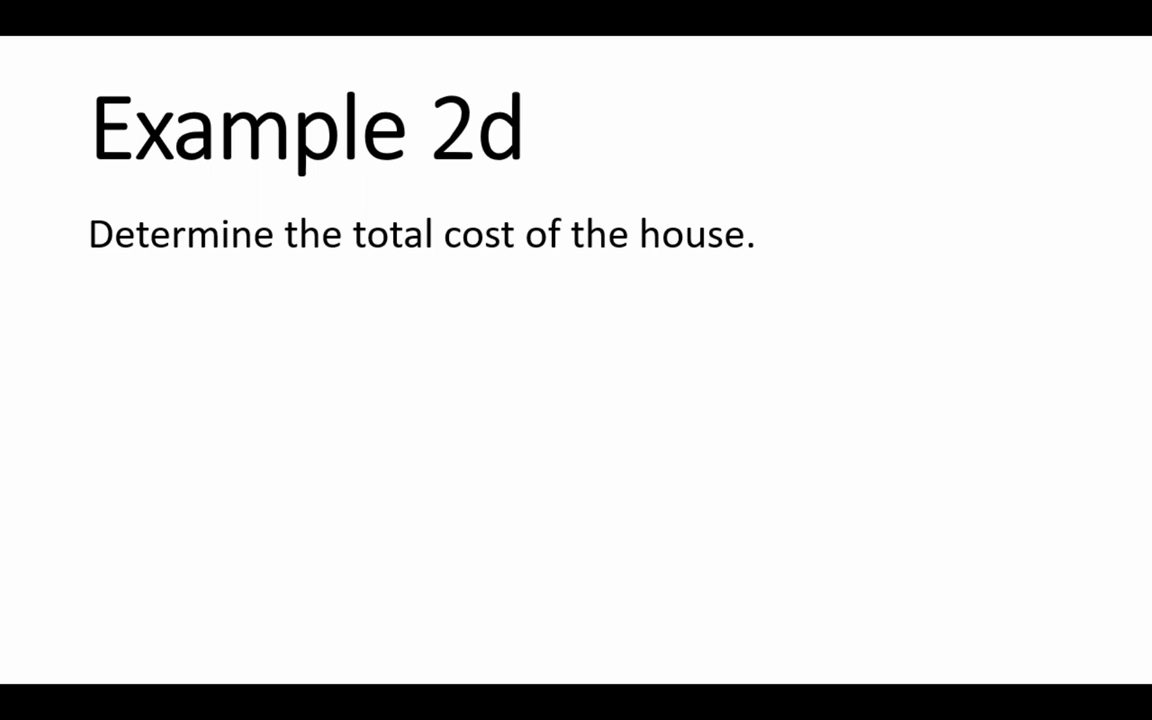 Example 2d
Determine the total cost of the house.